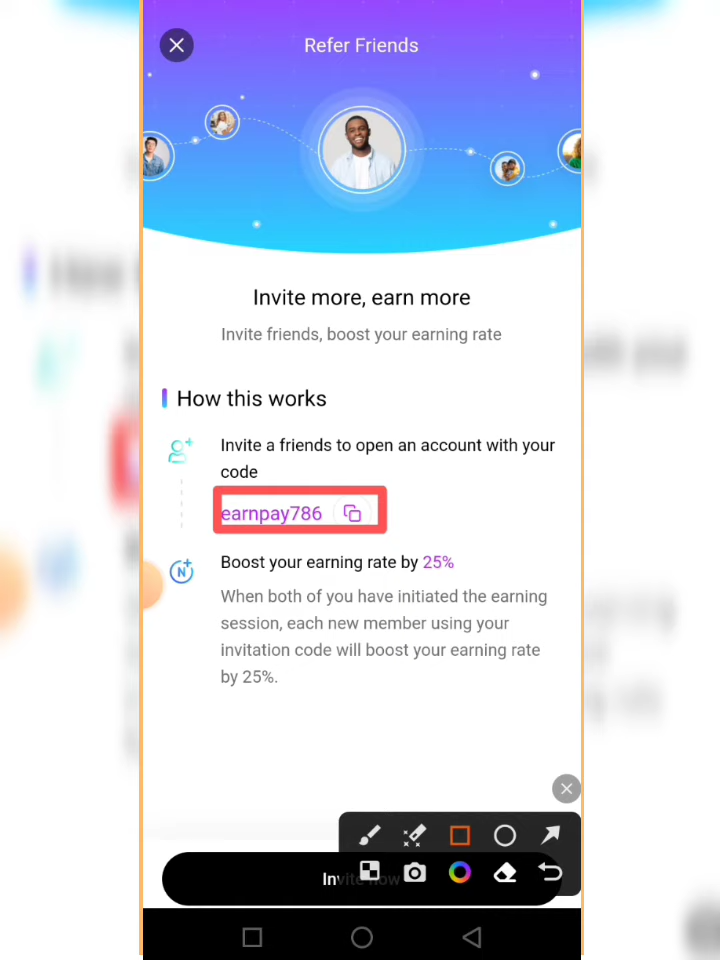 Refer Friends
Invite more, earn more
Invite friends, boost your earning rate
How this works
Invite a friends to open an account with your
code
earnpay786
Boost your earning rate by 25%
When both of you have initiated the earning
session, each new member using your
invitation code will boost your earning rate
by 25%.
Invite now